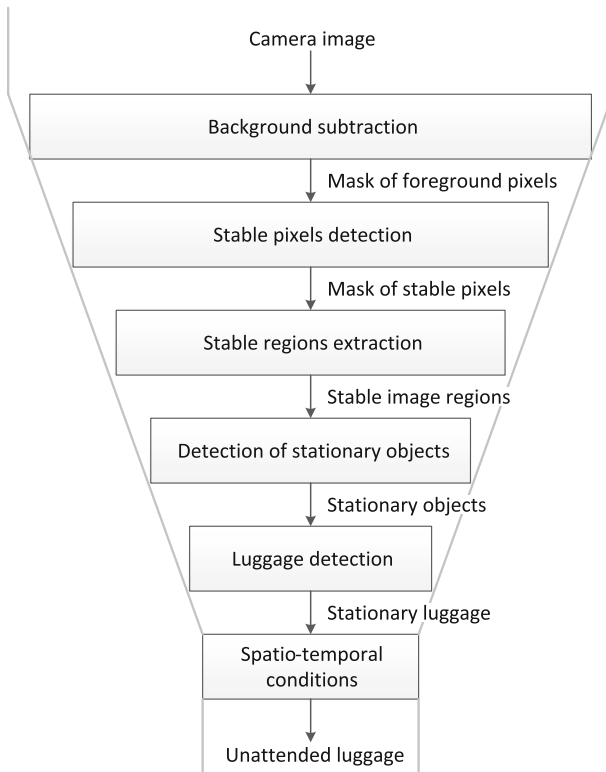 Camera image
Background subtraction
Mask of foreground pixels
Stable pixels detection
Mask of stable pixels
Stable regions extraction
Stable image regions
Detection of stationary objects
Stationary objects
Luggage detection
Stationary luggage
Spatio-temporal
conditions
Unattended luggage